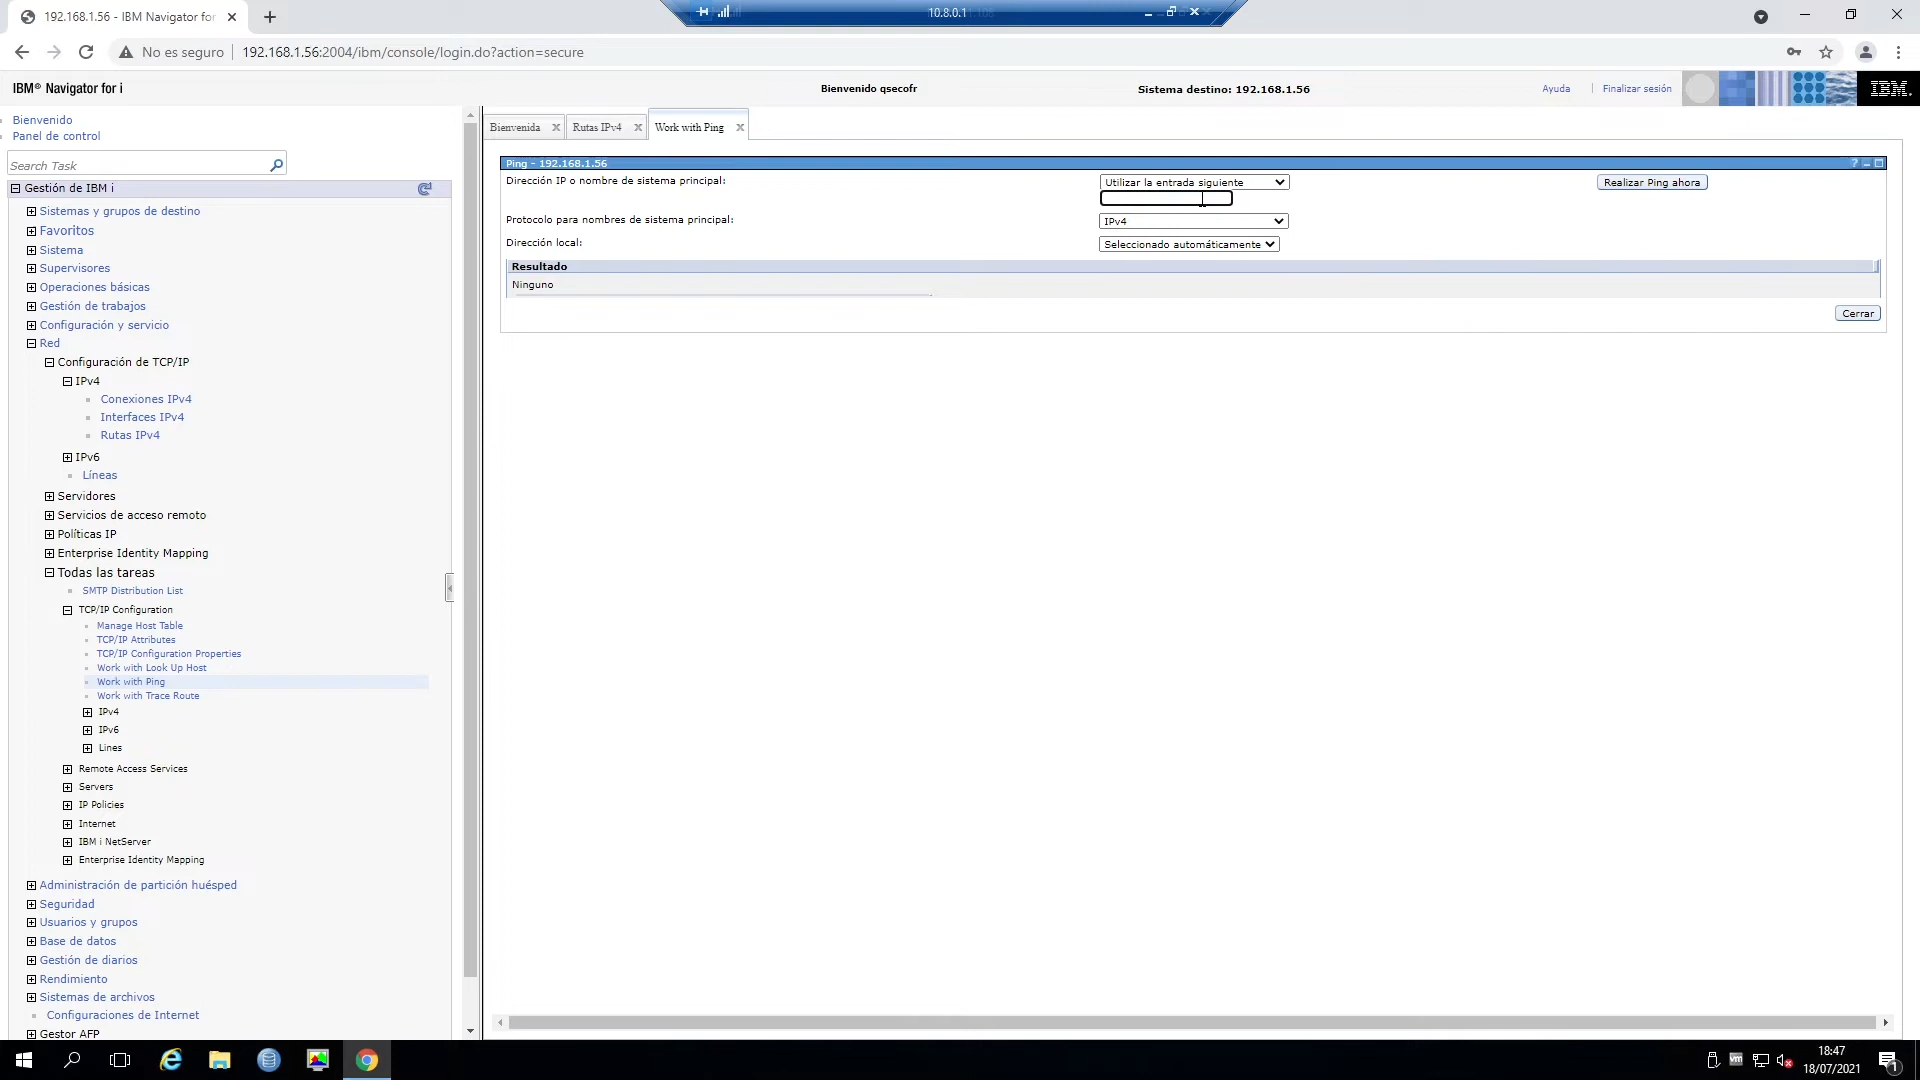 192.168.1.56 - IBM Navigator for
10.8.0.1
No es seguro
192.168.1.56:2004/ibm/console/login.do?action=secure
IBM® Navigator for i
Bienvenido qsecofr
Sistema destino: 192.168.1.56
Ayuda
Finalizar sesión
IBM.
Bienvenido
Panel de control
Search Task
Gestión de IBM i
Sistemas y grupos de destino
Favoritos
Sistema
Supervisores
Operaciones básicas
Gestión de trabajos
Configuración y servicio
Red
Configuración de TCP/IP
IPv4
Conexiones IPv4
Interfaces IPv4
Rutas IPv4
IPv6
Líneas
Servidores
Servicios de acceso remoto
Políticas IP
Enterprise Identity Mapping
Todas las tareas
SMTP Distribution List
TCP/IP Configuration
Manage Host Table
TCP/IP Attributes
TCP/IP Configuration Properties
Work with Look Up Host
Work with Ping
Work with Trace Route
IPv4
IPv6
Lines
Remote Access Services
Servers
IP Policies
Internet
IBM i NetServer
Enterprise Identity Mapping
Administración de partición huésped
Seguridad
Usuarios y grupos
Base de datos
Gestión de diarios
Rendimiento
Sistemas de archivos
Configuraciones de Internet
Gestor AFP
Bienvenida
Rutas IPv4
Work with Ping
Ping - 192.168.1.56
Dirección IP o nombre de sistema principal:
Utilizar la entrada siguiente
Realizar Ping ahora
Protocolo para nombres de sistema principal:
IPv4
Dirección local:
Seleccionado automáticamente
Resultado
Ninguno
Cerrar
18:47
18/07/2021
1